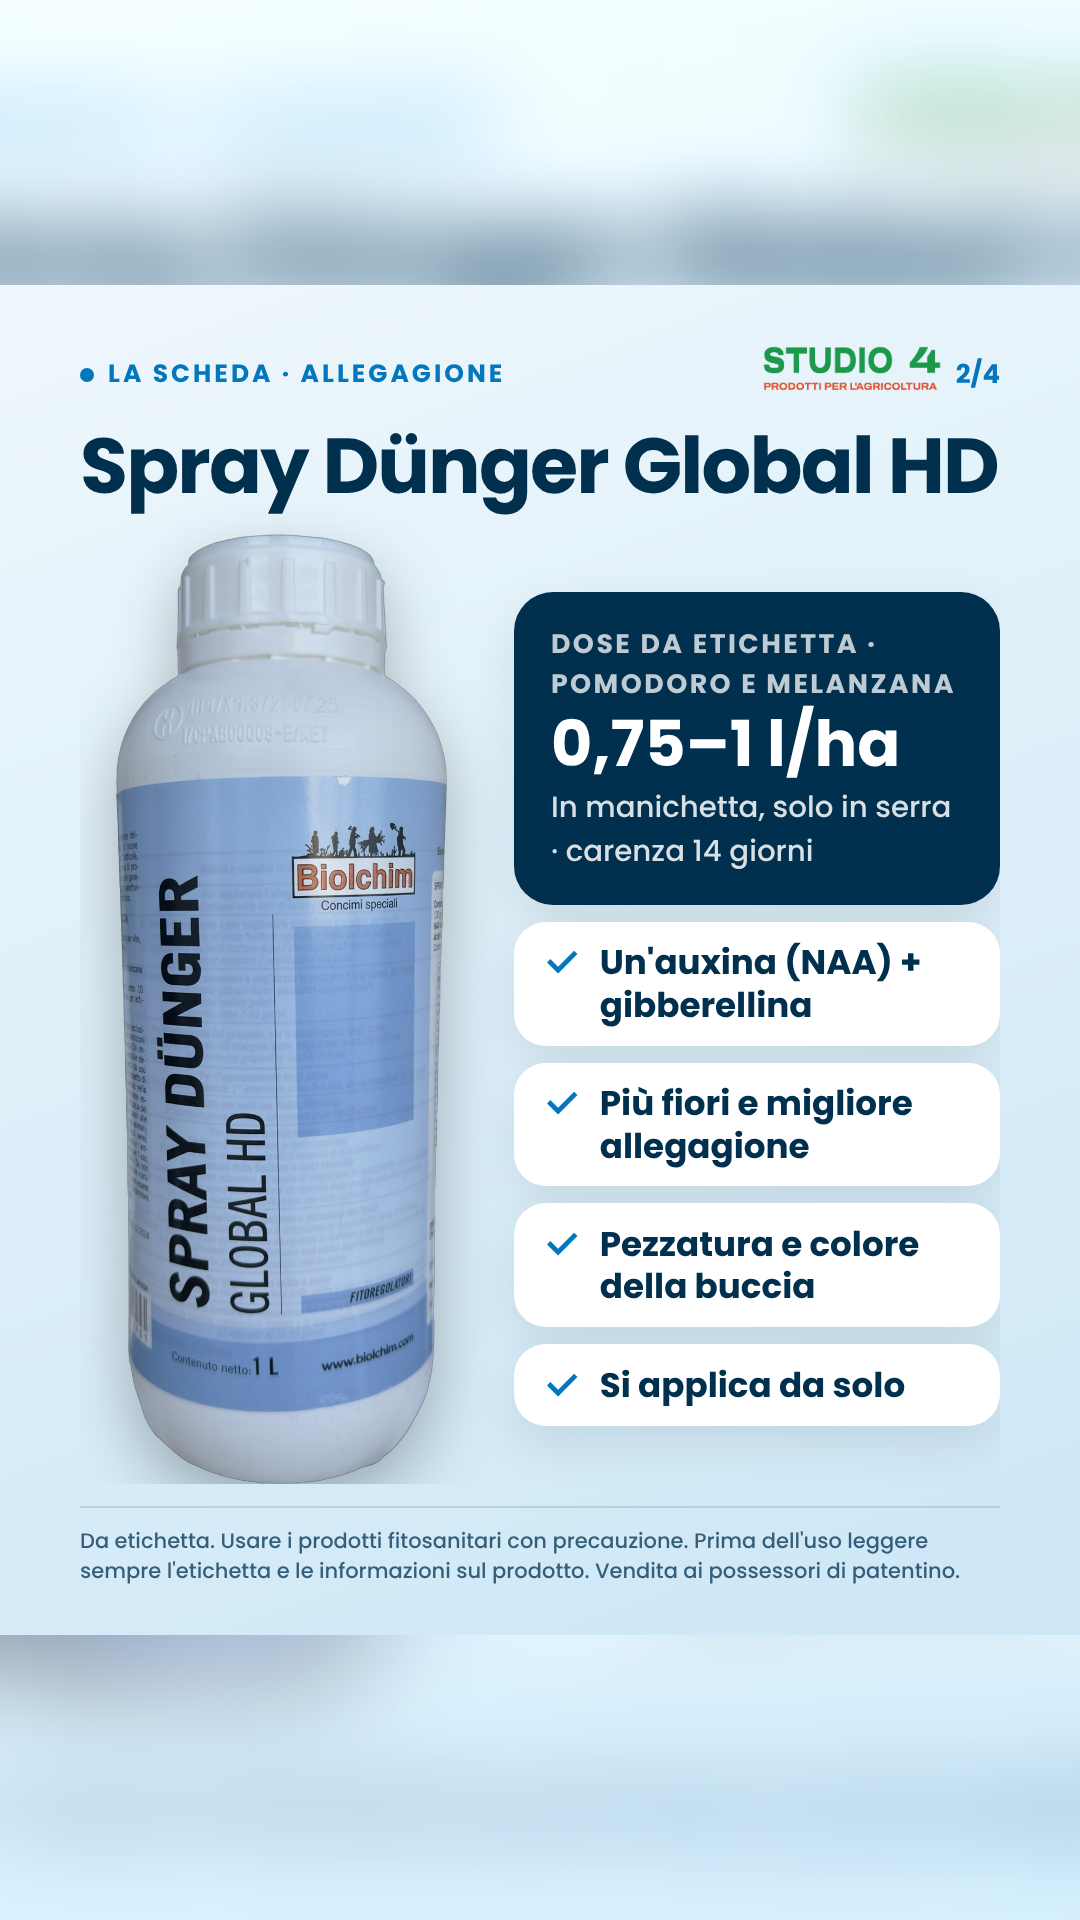 LA SCHEDA · ALLEGAGIONE
STUDIO 4
PRODOTTI PER L'AGRICOLTURA
2/4
Spray Dünger Global HD
DOSE DA ETICHETTA ·
POMODORO E MELANZANA
0,75–1 l/ha
In manichetta, solo in serra
· carenza 14 giorni
Un'auxina (NAA) +
gibberellina
Più fiori e migliore
allegagione
Pezzatura e colore
della buccia
Si applica da solo
Biolchim
Concimi speciali
SPRAY DÜNGER
GLOBAL HD
FITOREGOLATORI
Contenuto netto: 1 L
www.biolchim.com
Da etichetta. Usare i prodotti fitosanitari con precauzione. Prima dell'uso leggere
sempre l'etichetta e le informazioni sul prodotto. Vendita ai possessori di patentino.